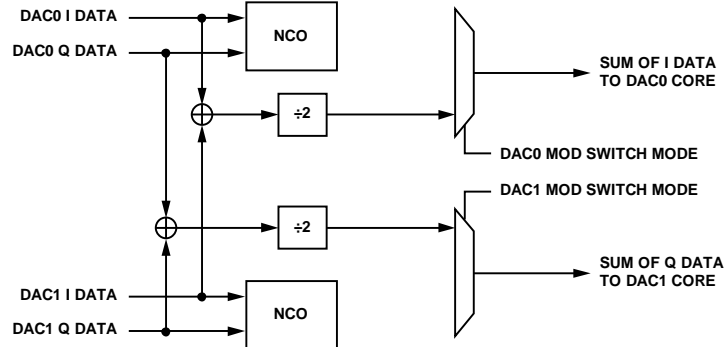 DAC0 I DATA
NCO
DAC0 Q DATA
SUM OF I DATA
TO DAC0 CORE
÷2
DAC0 MOD SWITCH MODE
DAC1 MOD SWITCH MODE
÷2
SUM OF Q DATA
TO DAC1 CORE
DAC1 I DATA
NCO
DAC1 Q DATA